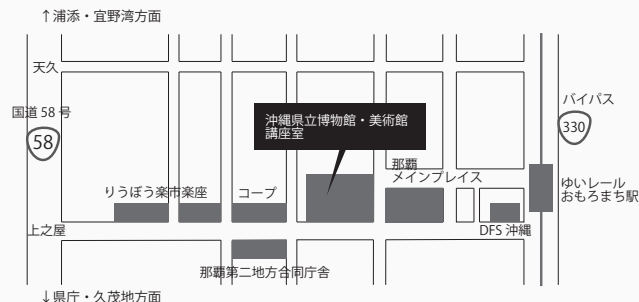 ↑浦添・宜野湾方面
天久
国道 58 号
58
沖縄県立博物館・美術館
講座室
バイパス
330
那覇
メインプレイス
りうぼう楽市楽座
コープ
ゆいレール
おもろまち駅
上之屋
DFS 沖縄
那覇第二地方合同庁舎
↓県庁・久茂地方面